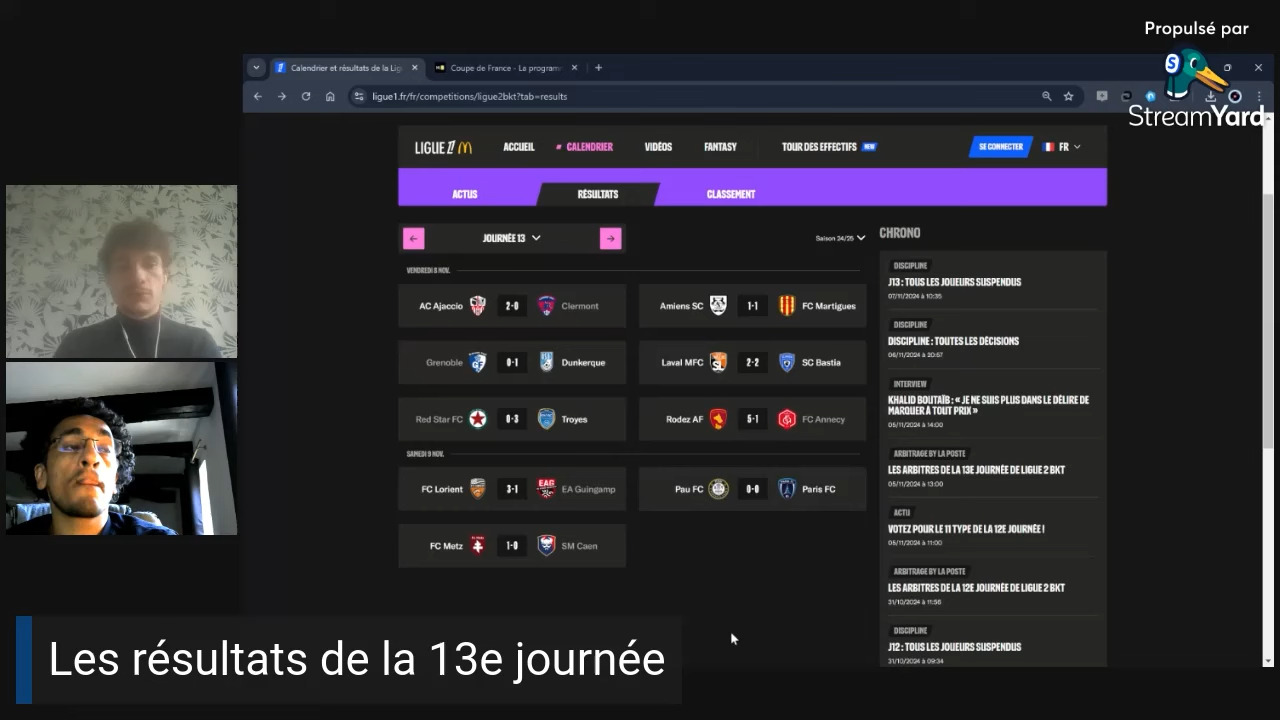 Propulsé par
StreamYard
Calendrier et résultats de la Lig
Coupe de France - La program
ligue1.fr/fr/competitions/ligue2bkt?tab=results
LIGUE 1
ACCUEIL
CALENDRIER
VIDÉOS
FANTASY
TOUR DES EFFECTIFS NEW
SE CONNECTER
FR
ACTUS
RÉSULTATS
CLASSEMENT
JOURNÉE 13
Saison 24/25
VENDREDI 8 NOV.
AC Ajaccio 2-0 Clermont
Amiens SC 1-1 FC Martigues
Grenoble 0-1 Dunkerque
Laval MFC 2-2 SC Bastia
Red Star FC 0-3 Troyes
Rodez AF 5-1 FC Annecy
SAMEDI 9 NOV.
FC Lorient 3-1 EA Guingamp
Pau FC 0-0 Paris FC
FC Metz 1-0 SM Caen
CHRONO
DISCIPLINE
J13 : TOUS LES JOUEURS SUSPENDUS
07/11/2024 à 10:35
DISCIPLINE
DISCIPLINE : TOUTES LES DÉCISIONS
06/11/2024 à 20:57
INTERVIEW
KHALID BOUTAÏB : « JE NE SUIS PLUS DANS LE DÉLIRE DE
MARQUER À TOUT PRIX »
05/11/2024 à 14:00
ARBITRAGE BY LA POSTE
LES ARBITRES DE LA 13E JOURNÉE DE LIGUE 2 BKT
05/11/2024 à 13:00
ACTU
VOTEZ POUR LE 11 TYPE DE LA 12E JOURNÉE !
05/11/2024 à 11:00
ARBITRAGE BY LA POSTE
LES ARBITRES DE LA 12E JOURNÉE DE LIGUE 2 BKT
31/10/2024 à 11:56
DISCIPLINE
J12 : TOUS LES JOUEURS SUSPENDUS
31/10/2024 à 09:34
Les résultats de la 13e journée